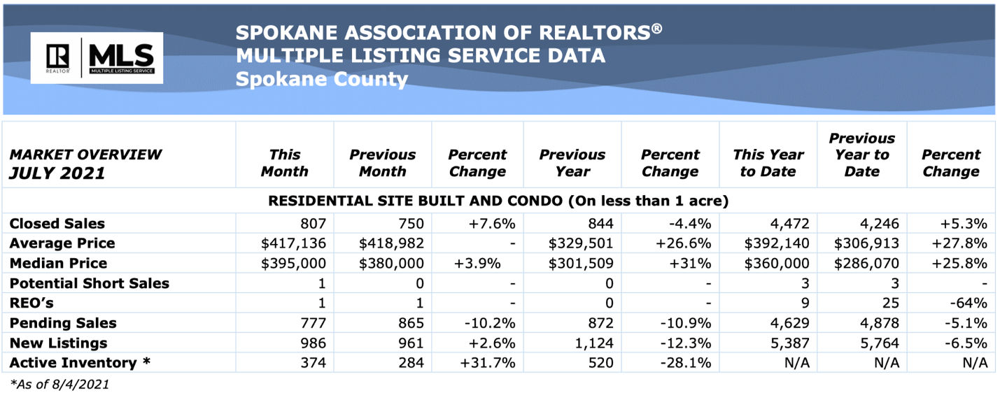 SPOKANE ASSOCIATION OF REALTORS®
MULTIPLE LISTING SERVICE DATA
Spokane County
R MLS
REALTOR® MULTIPLE LISTING SERVICE
MARKET OVERVIEW JULY 2021 This Month Previous Month Percent Change Previous Year Percent Change This Year to Date Previous Year to Date Percent Change
RESIDENTIAL SITE BUILT AND CONDO (On less than 1 acre)
Closed Sales 807 750 +7.6% 844 -4.4% 4,472 4,246 +5.3%
Average Price $417,136 $418,982 - $329,501 +26.6% $392,140 $306,913 +27.8%
Median Price $395,000 $380,000 +3.9% $301,509 +31% $360,000 $286,070 +25.8%
Potential Short Sales 1 0 - 0 - 3 3 -
REO’s 1 1 - 0 - 9 25 -64%
Pending Sales 777 865 -10.2% 872 -10.9% 4,629 4,878 -5.1%
New Listings 986 961 +2.6% 1,124 -12.3% 5,387 5,764 -6.5%
Active Inventory * 374 284 +31.7% 520 -28.1% N/A N/A N/A
*As of 8/4/2021